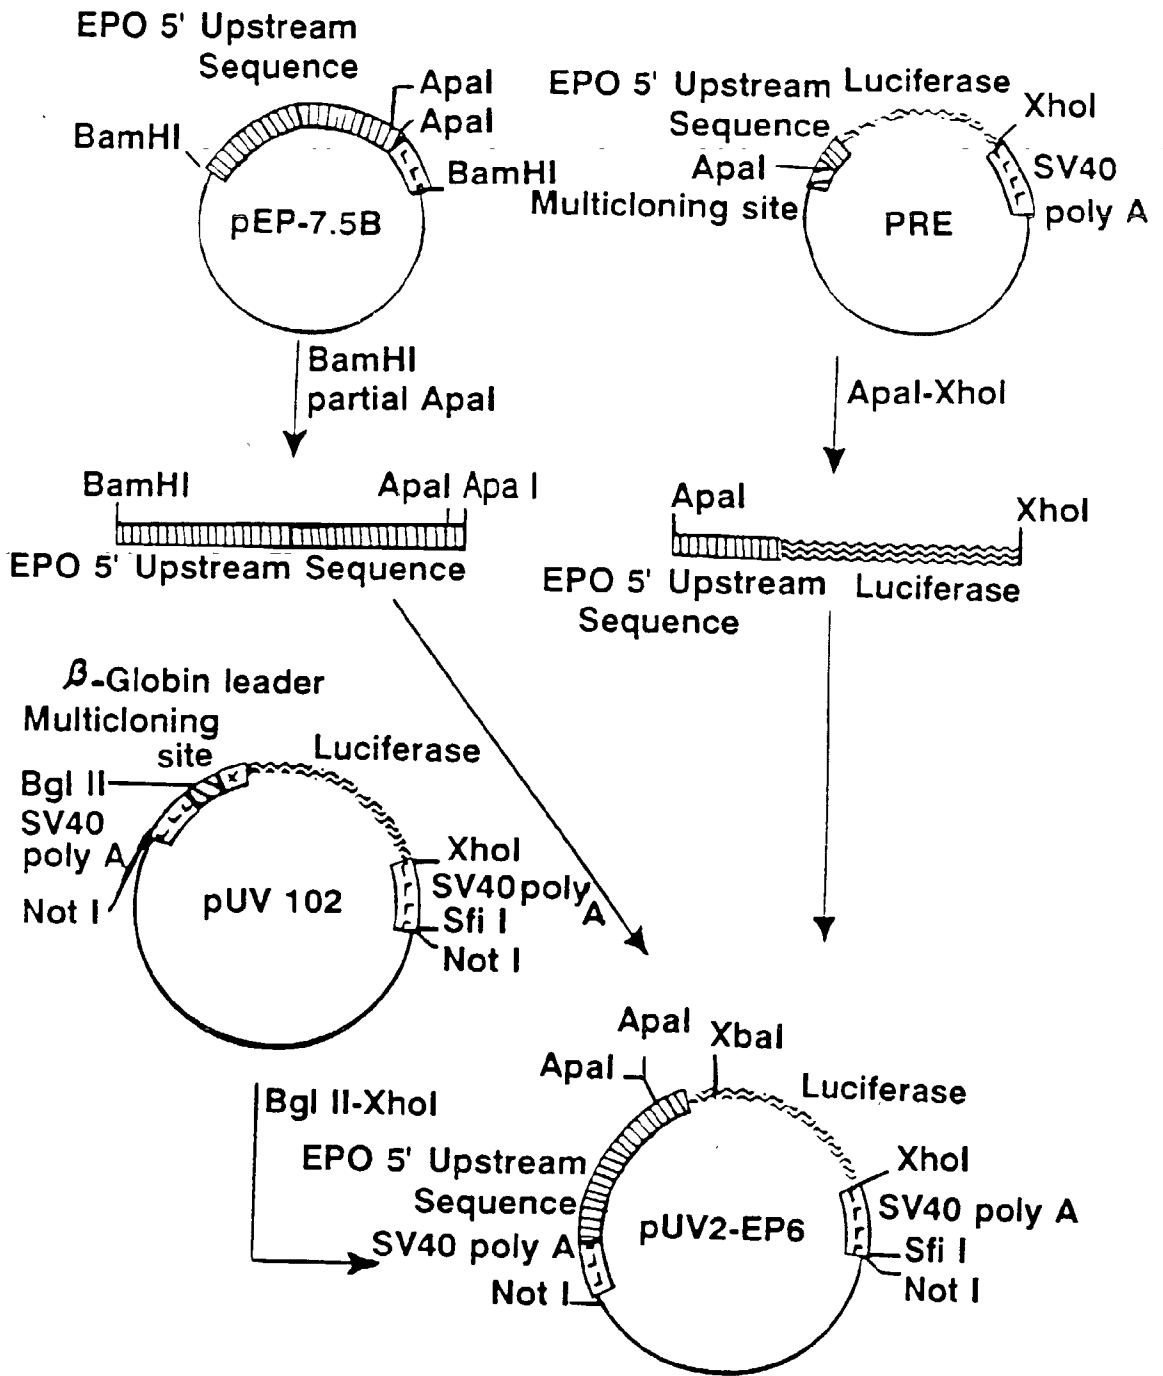 EPO 5' Upstream
Sequence
ApaI
ApaI
BamHI
BamHI
pEP-7.5B
EPO 5' Upstream
Sequence
Luciferase
XhoI
ApaI
SV40
poly A
Multicloning site
PRE
BamHI
partial ApaI
ApaI-XhoI
BamHI
ApaI
Apa I
EPO 5' Upstream Sequence
ApaI
XhoI
EPO 5' Upstream
Sequence
Luciferase
β-Globin leader
Multicloning
site
Luciferase
Bgl II
SV40
poly A
Not I
pUV 102
XhoI
SV40 poly
A
Sfi I
Not I
Bgl II-XhoI
ApaI
XbaI
ApaI
Luciferase
EPO 5' Upstream
Sequence
XhoI
SV40 poly A
SV40 poly A
pUV2-EP6
Sfi I
Not I
Not I